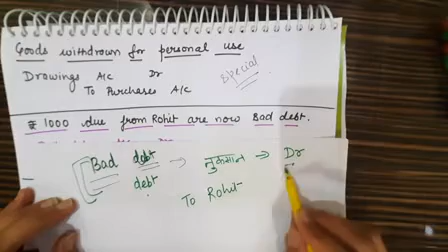 Goods withdrawn for personal use
Drawings A/C Dr
To Purchases A/C
Special
₹ 1000 due from Rohit are now Bad debt.
Bad debt → नुकसान ⇒ Dr
debt
To Rohit